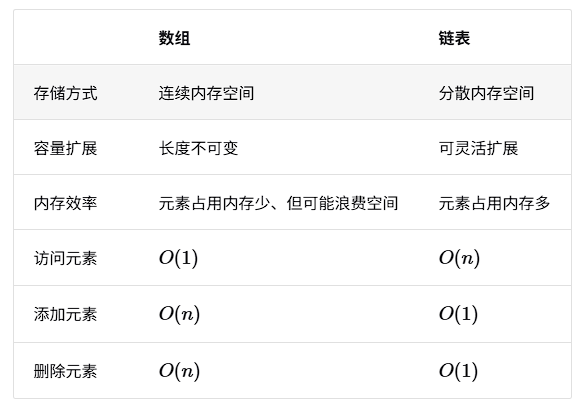 数组 链表
存储方式 连续内存空间 分散内存空间
容量扩展 长度不可变 可灵活扩展
内存效率 元素占用内存少、但可能浪费空间 元素占用内存多
访问元素 O(1) O(n)
添加元素 O(n) O(1)
删除元素 O(n) O(1)